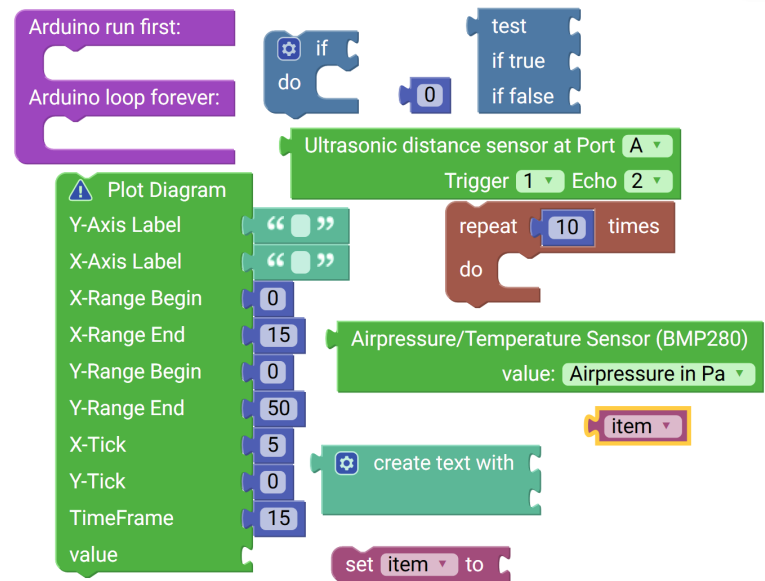 Arduino run first:
Arduino loop forever:
if
do
0
test
if true
if false
Ultrasonic distance sensor at Port A
Trigger 1 Echo 2
Plot Diagram
Y-Axis Label “ ”
X-Axis Label “ ”
X-Range Begin 0
X-Range End 15
Y-Range Begin 0
Y-Range End 50
X-Tick 5
Y-Tick 0
TimeFrame 15
value
repeat 10 times
do
Airpressure/Temperature Sensor (BMP280)
value: Airpressure in Pa
item
create text with
set item to